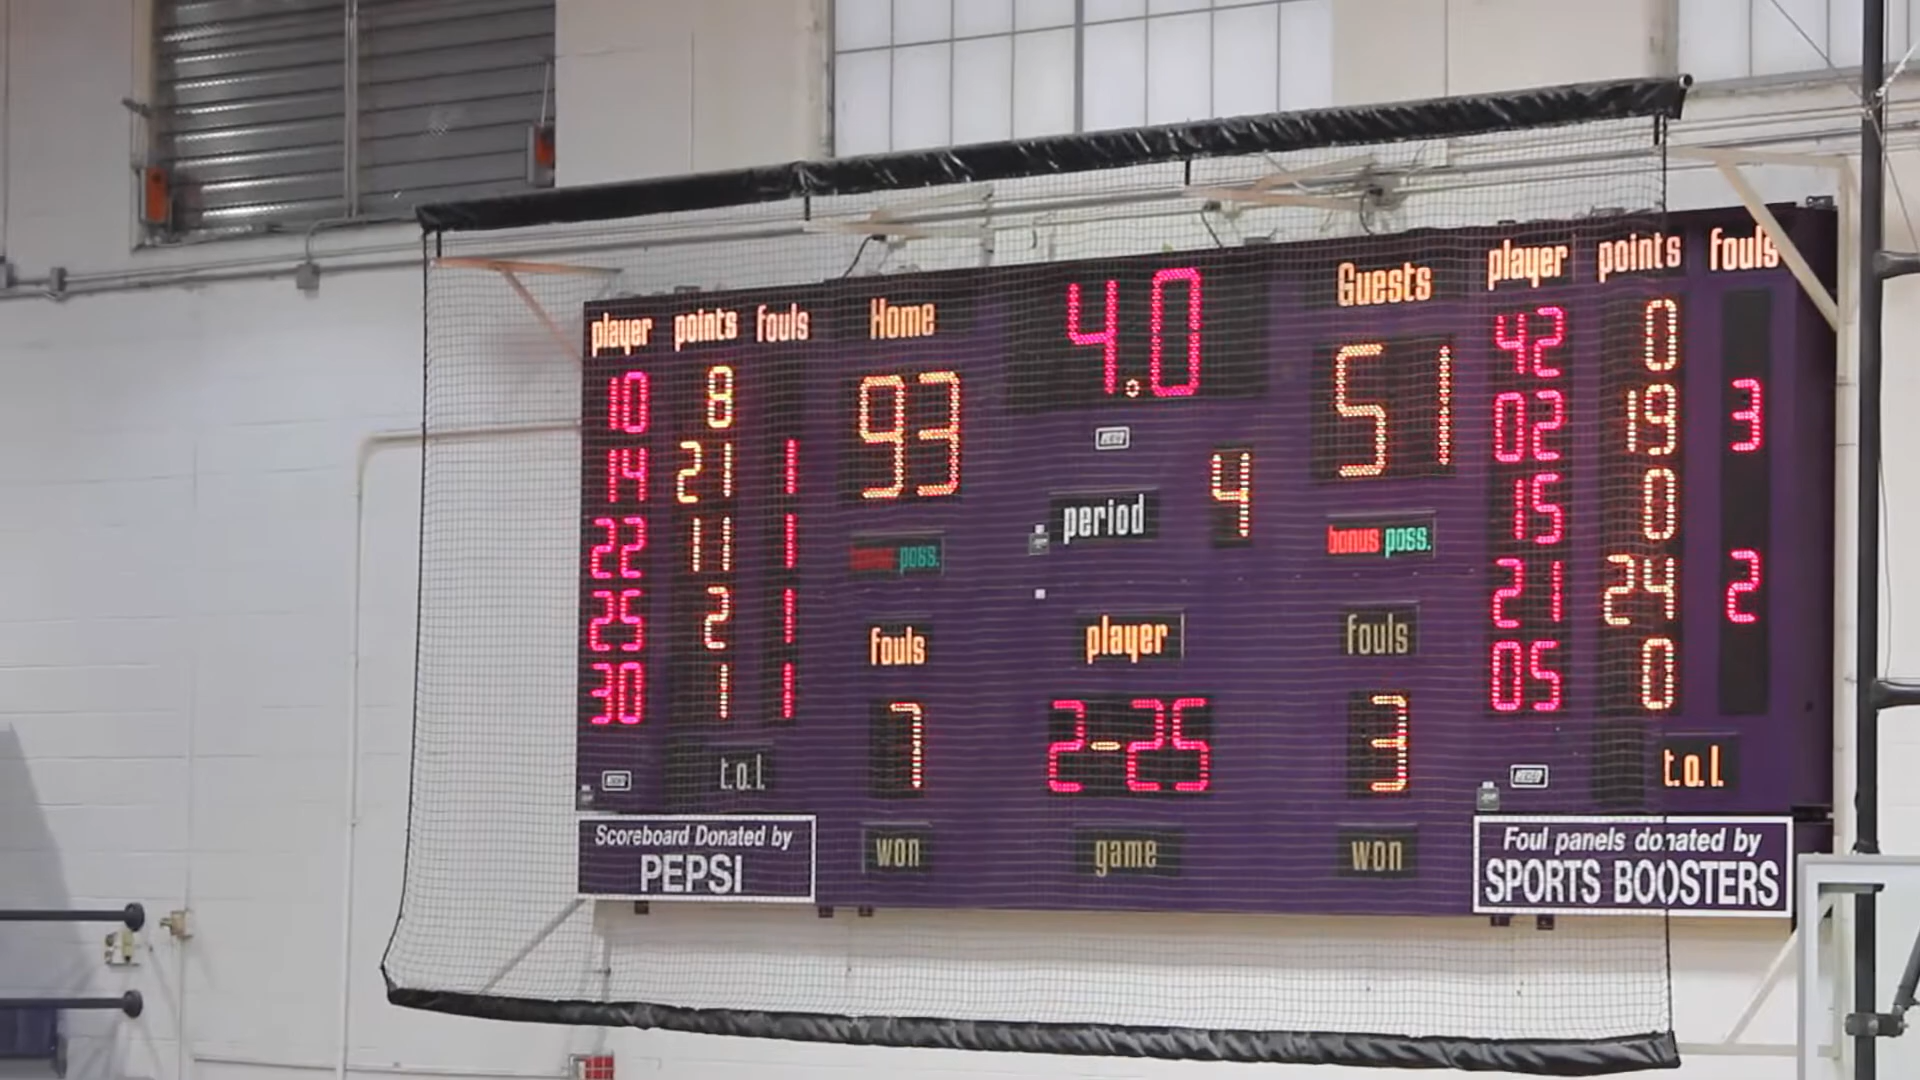 player points fouls Home 4.0 Guests player points fouls
10 8 93 51 42 0
14 21 1 02 19 3
22 11 1 period 4 15 0
bonus poss. bonus poss.
25 2 1 21 24 2
30 1 1 05 0
fouls player fouls
7 2-25 3
t.o.l. t.o.l.
won game won
Scoreboard Donated by
PEPSI
Foul panels donated by
SPORTS BOOSTERS